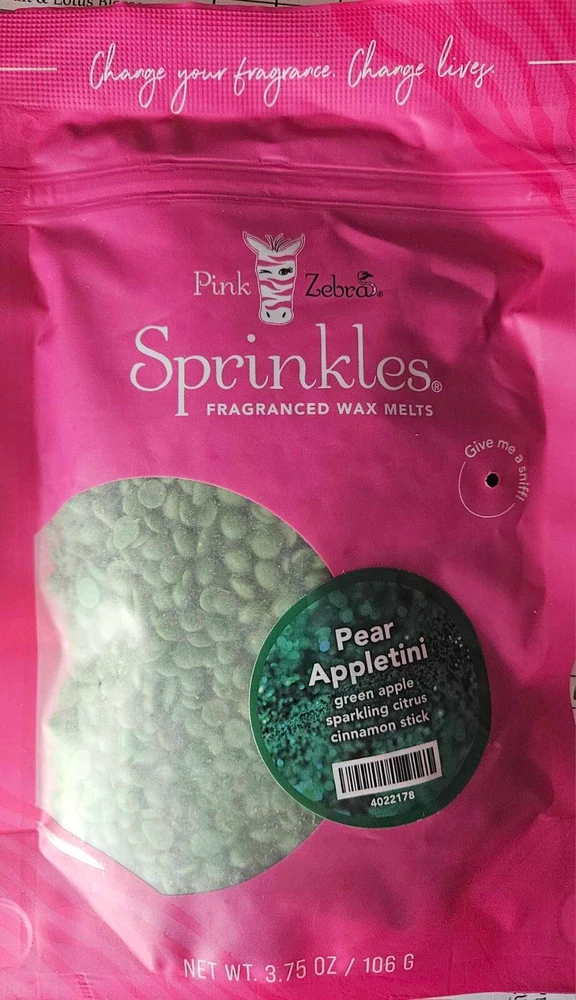 Change your fragrance. Change lives.
Pink Zebra®
Sprinkles®
FRAGRANCED WAX MELTS
Give me a sniff!
Pear
Appletini
green apple
sparkling citrus
cinnamon stick
4022178
NET WT. 3.75 OZ / 106 G